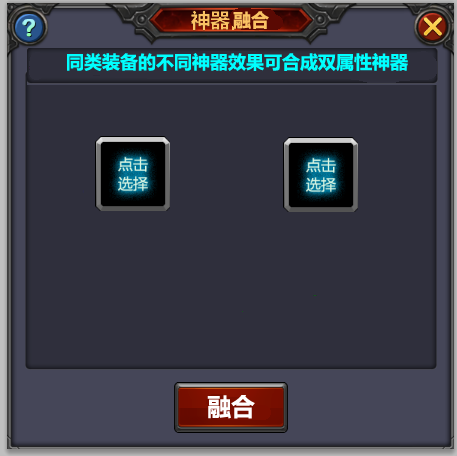 神器融合
?
同类装备的不同神器效果可合成双属性神器
点击
选择
点击
选择
融合